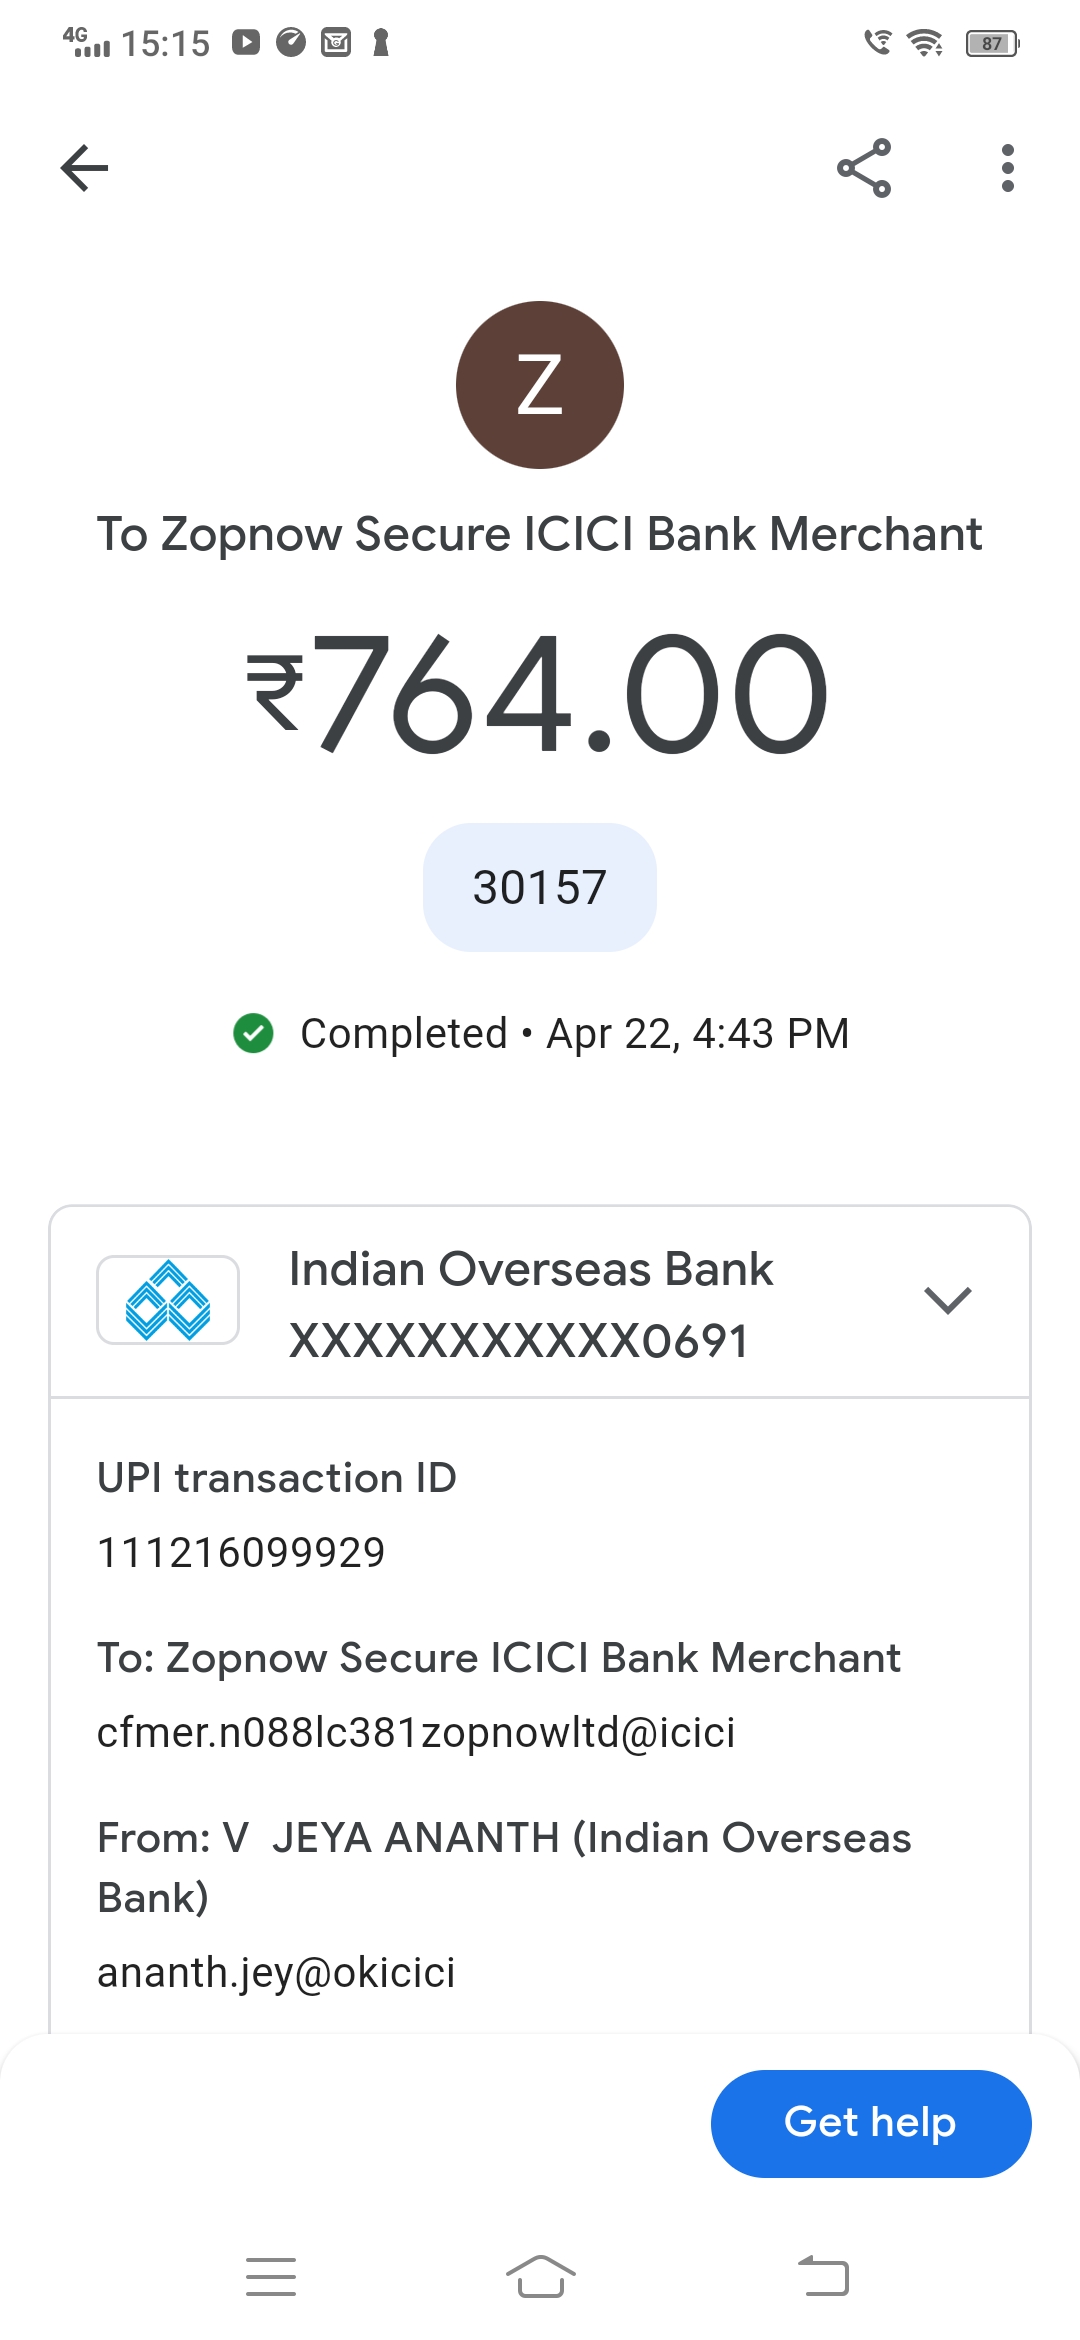 4G 15:15 87
Z
To Zopnow Secure ICICI Bank Merchant
₹764.00
30157
Completed • Apr 22, 4:43 PM
Indian Overseas Bank
XXXXXXXXXXX0691
UPI transaction ID
111216099929
To: Zopnow Secure ICICI Bank Merchant
cfmer.n088lc381zopnowltd@icici
From: V  JEYA ANANTH (Indian Overseas
Bank)
ananth.jey@okicici
Get help